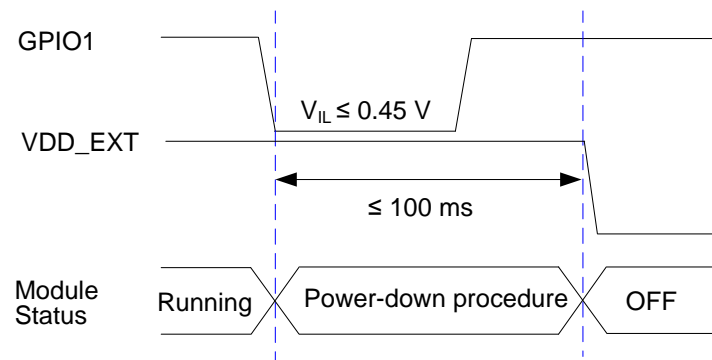 GPIO1
V_IL ≤ 0.45 V
VDD_EXT
≤ 100 ms
Module
Status
Running
Power-down procedure
OFF